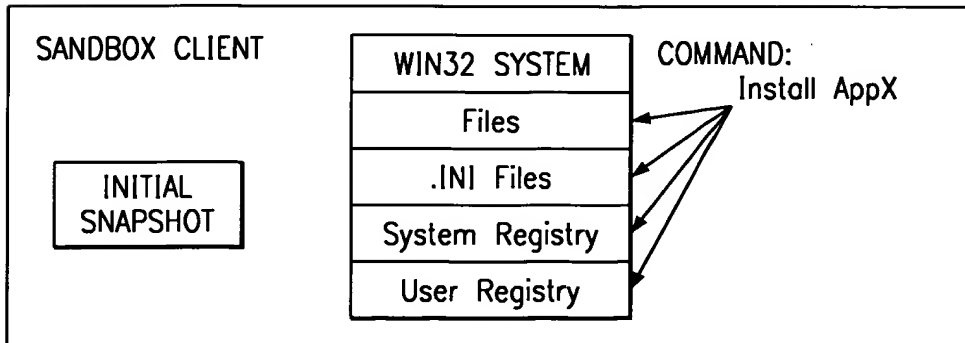 SANDBOX CLIENT
INITIAL
SNAPSHOT
WIN32 SYSTEM
Files
.INI Files
System Registry
User Registry
COMMAND:
Install AppX